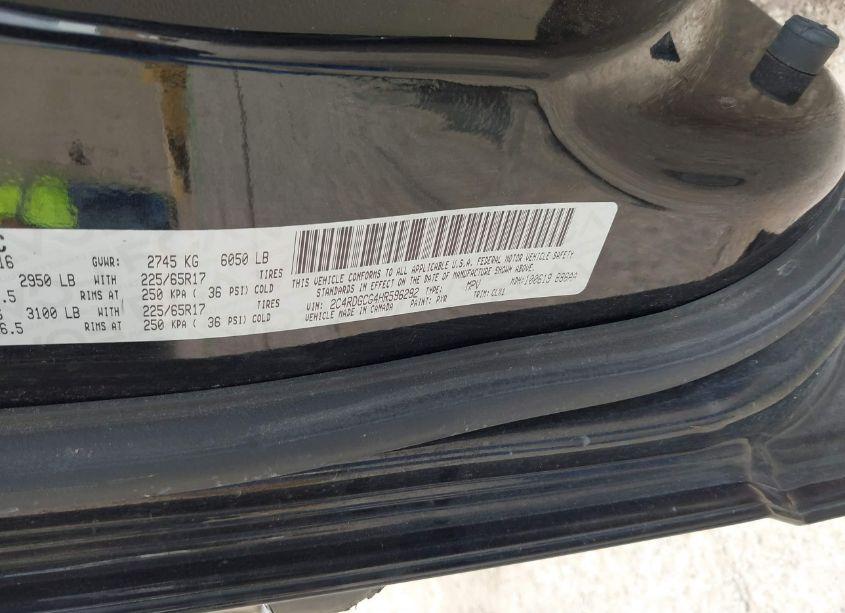 C
16 GVWR: 2745 KG 6050 LB
2950 LB WITH 225/65R17 TIRES
.5 RIMS AT 250 KPA ( 36 PSI) COLD
3100 LB WITH 225/65R17 TIRES
6.5 RIMS AT 250 KPA ( 36 PSI) COLD
THIS VEHICLE CONFORMS TO ALL APPLICABLE U.S.A. FEDERAL MOTOR VEHICLE SAFETY
STANDARDS IN EFFECT ON THE DATE OF MANUFACTURE SHOWN ABOVE.
VIN: 2C4RDGCG4HR596292 TYPE: MPV MDH:100619
VEHICLE MADE IN CANADA PAINT: PXR TRIM: CLX1